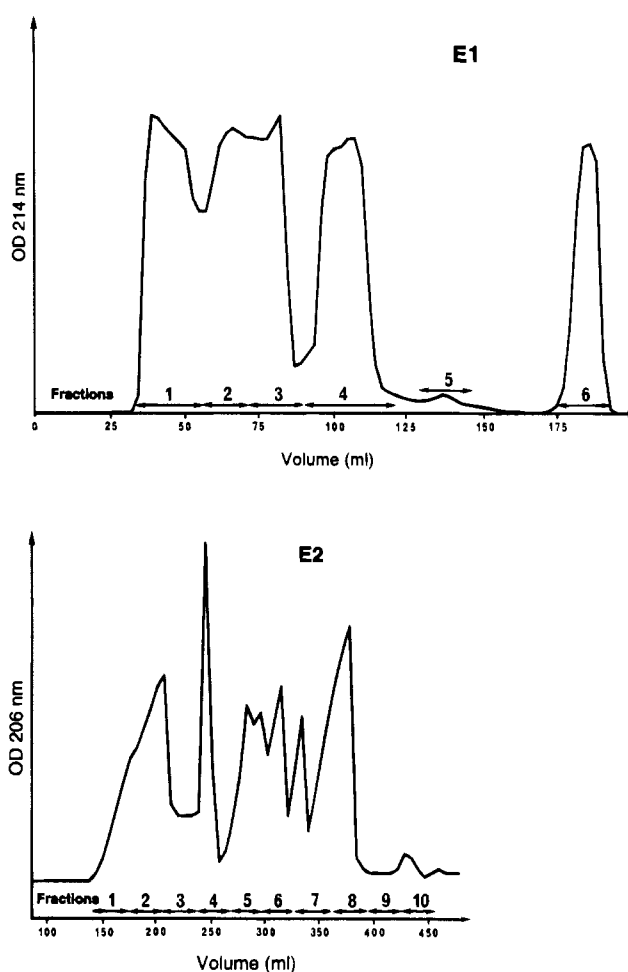 E1
OD 214 nm
Fractions 1 2 3 4 5 6
0 25 50 75 100 125 150 175
Volume (ml)
E2
OD 206 nm
Fractions 1 2 3 4 5 6 7 8 9 10
100 150 200 250 300 350 400 450
Volume (ml)